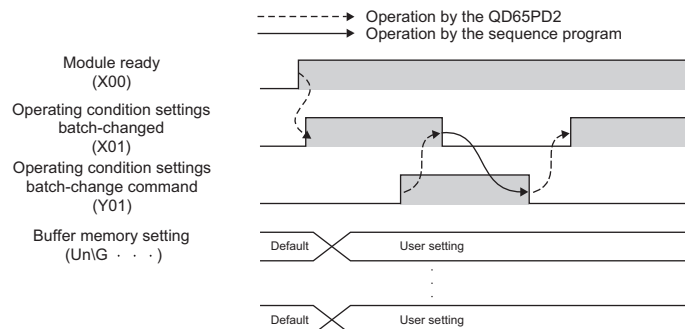 Operation by the QD65PD2
Operation by the sequence program
Module ready
(X00)
Operating condition settings
batch-changed
(X01)
Operating condition settings
batch-change command
(Y01)
Buffer memory setting
(Un\G · · · )
Default
User setting
Default
User setting